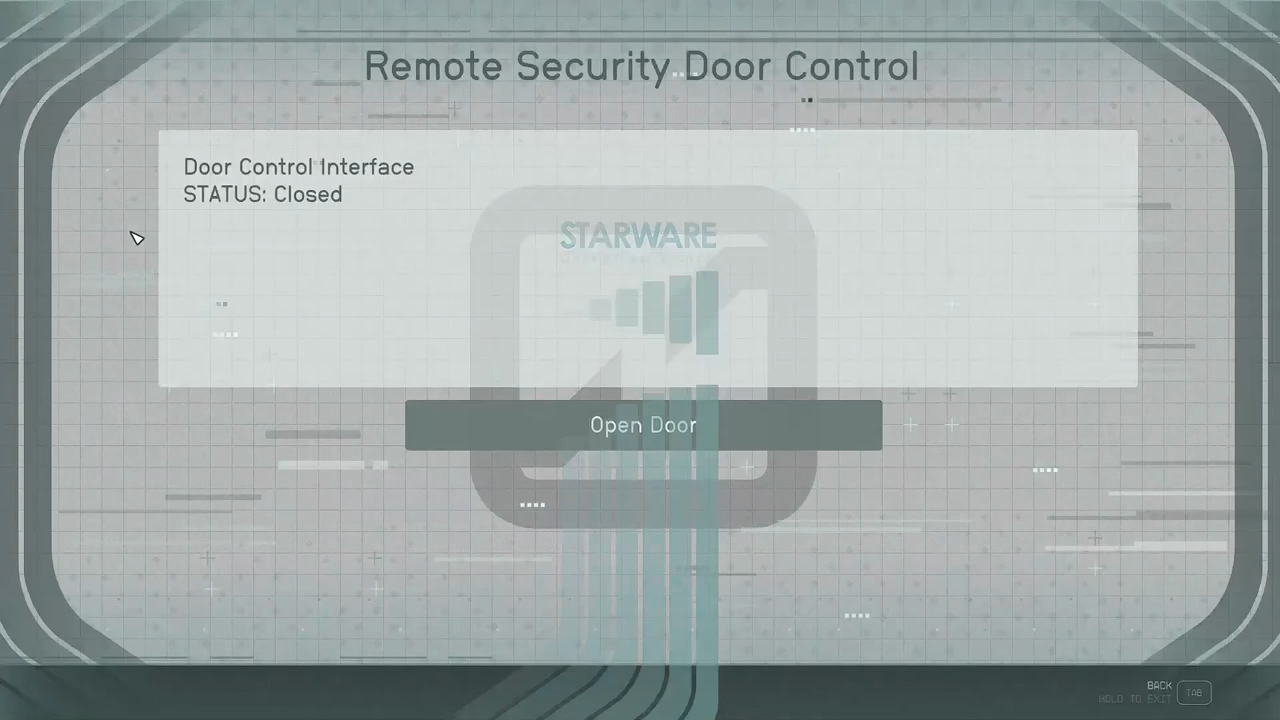 Remote Security Door Control
Door Control Interface
STATUS: Closed
STARWARE
Open Door
BACK
HOLD TO EXIT
TAB